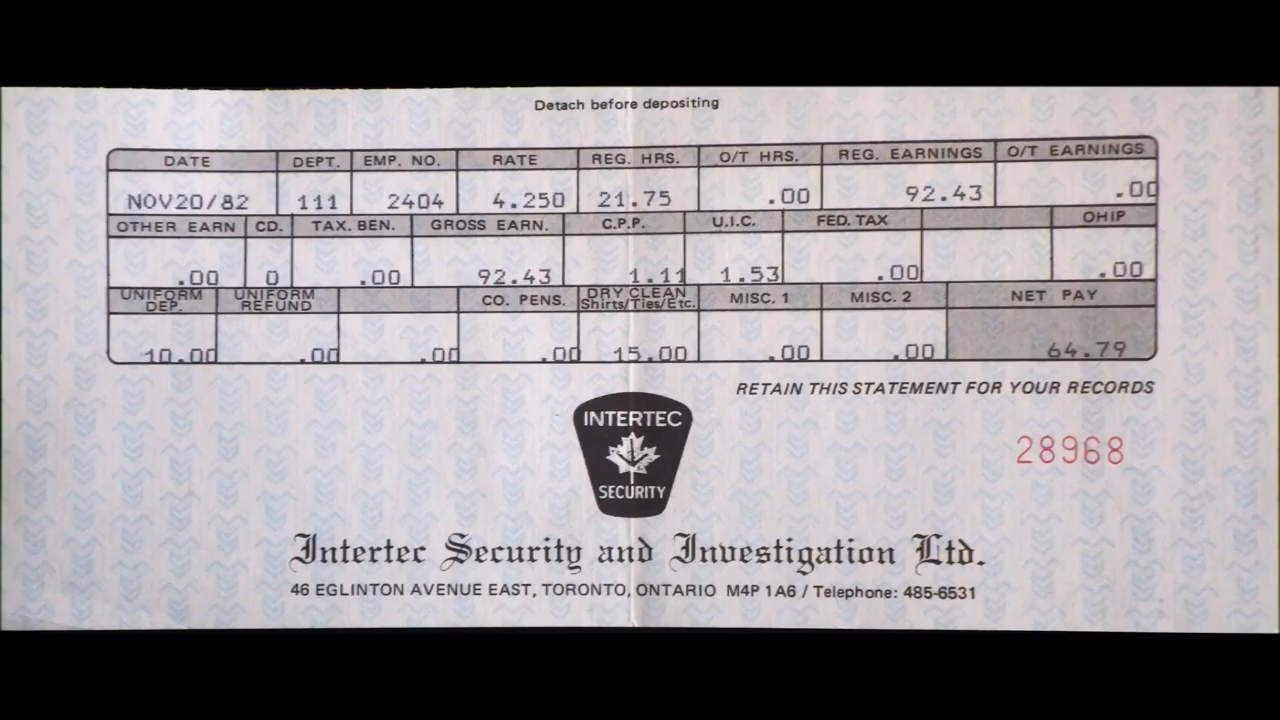 Detach before depositing
DATE DEPT. EMP. NO. RATE REG. HRS. O/T HRS. REG. EARNINGS O/T EARNINGS
NOV20/82 111 2404 4.250 21.75 .00 92.43 .00
OTHER EARN CD. TAX. BEN. GROSS EARN. C.P.P. U.I.C. FED. TAX OHIP
.00 0 .00 92.43 1.11 1.53 .00 .00
UNIFORM DEP. UNIFORM REFUND CO. PENS. DRY CLEAN Shirts/Ties/Etc. MISC. 1 MISC. 2 NET PAY
10.00 .00 .00 .00 15.00 .00 .00 64.79
RETAIN THIS STATEMENT FOR YOUR RECORDS
INTERTEC
SECURITY
28968
Intertec Security and Investigation Ltd.
46 EGLINTON AVENUE EAST, TORONTO, ONTARIO M4P 1A6 / Telephone: 485-6531